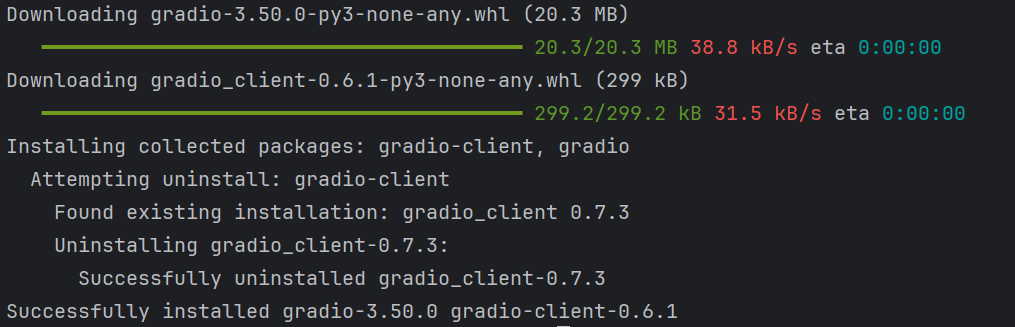 Downloading gradio-3.50.0-py3-none-any.whl (20.3 MB)
20.3/20.3 MB 38.8 kB/s eta 0:00:00
Downloading gradio_client-0.6.1-py3-none-any.whl (299 kB)
299.2/299.2 kB 31.5 kB/s eta 0:00:00
Installing collected packages: gradio-client, gradio
Attempting uninstall: gradio-client
Found existing installation: gradio_client 0.7.3
Uninstalling gradio_client-0.7.3:
Successfully uninstalled gradio_client-0.7.3
Successfully installed gradio-3.50.0 gradio-client-0.6.1